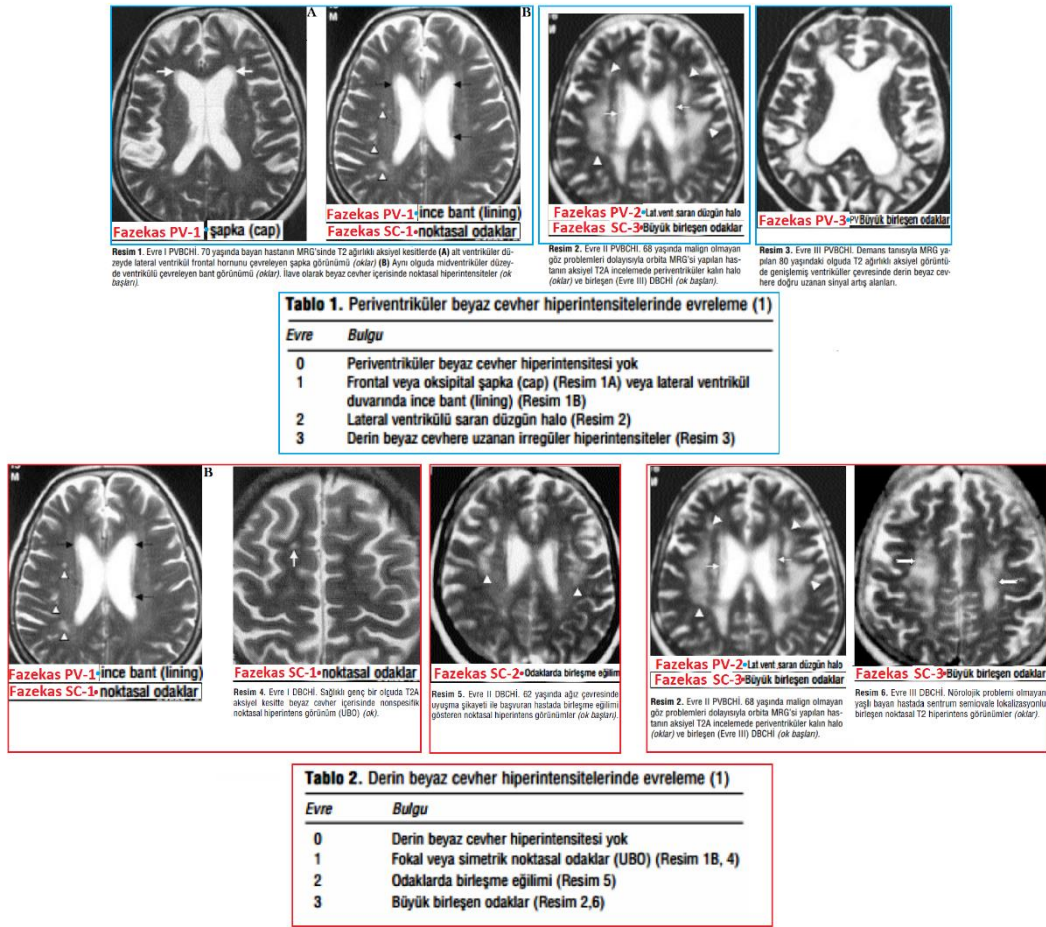 A
B
M
Fazekas PV-1•şapka (cap)
Fazekas PV-1•ince bant (lining)
Fazekas SC-1•noktasal odaklar
Fazekas PV-2•Lat.vent saran düzgün halo
Fazekas SC-3•Büyük birleşen odaklar
Fazekas PV-3•PV Büyük birleşen odaklar
Resim 1. Evre I PVBCHİ. 70 yaşında bayan hastanın MRG'sinde T2 ağırlıklı aksiyel kesitlerde (A) alt ventriküler dü-
zeyde lateral ventrikül frontal hornunu çevreleyen şapka görünümü (oklar) (B) Aynı olguda midventriküler düzey-
de ventrikülü çevreleyen bant görünümü (oklar). İlave olarak beyaz cevher içerisinde noktasal hiperintensiteler (ok
başları).
Resim 2. Evre II PVBCHİ. 68 yaşında malign olmayan
göz problemleri dolayısıyla orbita MRG'si yapılan has-
tanın aksiyel T2A incelemede periventriküler kalın halo
(oklar) ve birleşen (Evre III) DBCHİ (ok başları).
Resim 3. Evre III PVBCHİ. Demans tanısıyla MRG ya-
pılan 80 yaşındaki olguda T2 ağırlıklı aksiyel görüntü-
de genişlemiş ventriküller çevresinde derin beyaz cev-
here doğru uzanan sinyal artış alanları.
Tablo 1. Periventriküler beyaz cevher hiperintensitelerinde evreleme (1)
Evre Bulgu
0 Periventriküler beyaz cevher hiperintensitesi yok
1 Frontal veya oksipital şapka (cap) (Resim 1A) veya lateral ventrikül
duvarında ince bant (lining) (Resim 1B)
2 Lateral ventrikülü saran düzgün halo (Resim 2)
3 Derin beyaz cevhere uzanan irregüler hiperintensiteler (Resim 3)
M
B
Fazekas PV-1•ince bant (lining)
Fazekas SC-1•noktasal odaklar
Fazekas SC-1•noktasal odaklar
Resim 4. Evre I DBCHİ. Sağlıklı genç bir olguda T2A
aksiyel kesitte beyaz cevher içerisinde nonspesifik
noktasal hiperintens görünüm (UBO) (ok).
Fazekas SC-2•Odaklarda birleşme eğilimi
Resim 5. Evre II DBCHİ. 62 yaşında ağız çevresinde
uyuşma şikayeti ile başvuran hastada birleşme eğilimi
gösteren noktasal hiperintens görünümler (ok başları).
M
Fazekas PV-2•Lat.vent saran düzgün halo
Fazekas SC-3•Büyük birleşen odaklar
Resim 2. Evre II PVBCHİ. 68 yaşında malign olmayan
göz problemleri dolayısıyla orbita MRG'si yapılan has-
tanın aksiyel T2A incelemede periventriküler kalın halo
(oklar) ve birleşen (Evre III) DBCHİ (ok başları).
Fazekas SC-3•Büyük birleşen odaklar
Resim 6. Evre III DBCHİ. Nörolojik problemi olmayan
yaşlı bayan hastada sentrum semiovale lokalizasyonlu
birleşen noktasal T2 hiperintens görünümler (oklar).
Tablo 2. Derin beyaz cevher hiperintensitelerinde evreleme (1)
Evre Bulgu
0 Derin beyaz cevher hiperintensitesi yok
1 Fokal veya simetrik noktasal odaklar (UBO) (Resim 1B, 4)
2 Odaklarda birleşme eğilimi (Resim 5)
3 Büyük birleşen odaklar (Resim 2,6)